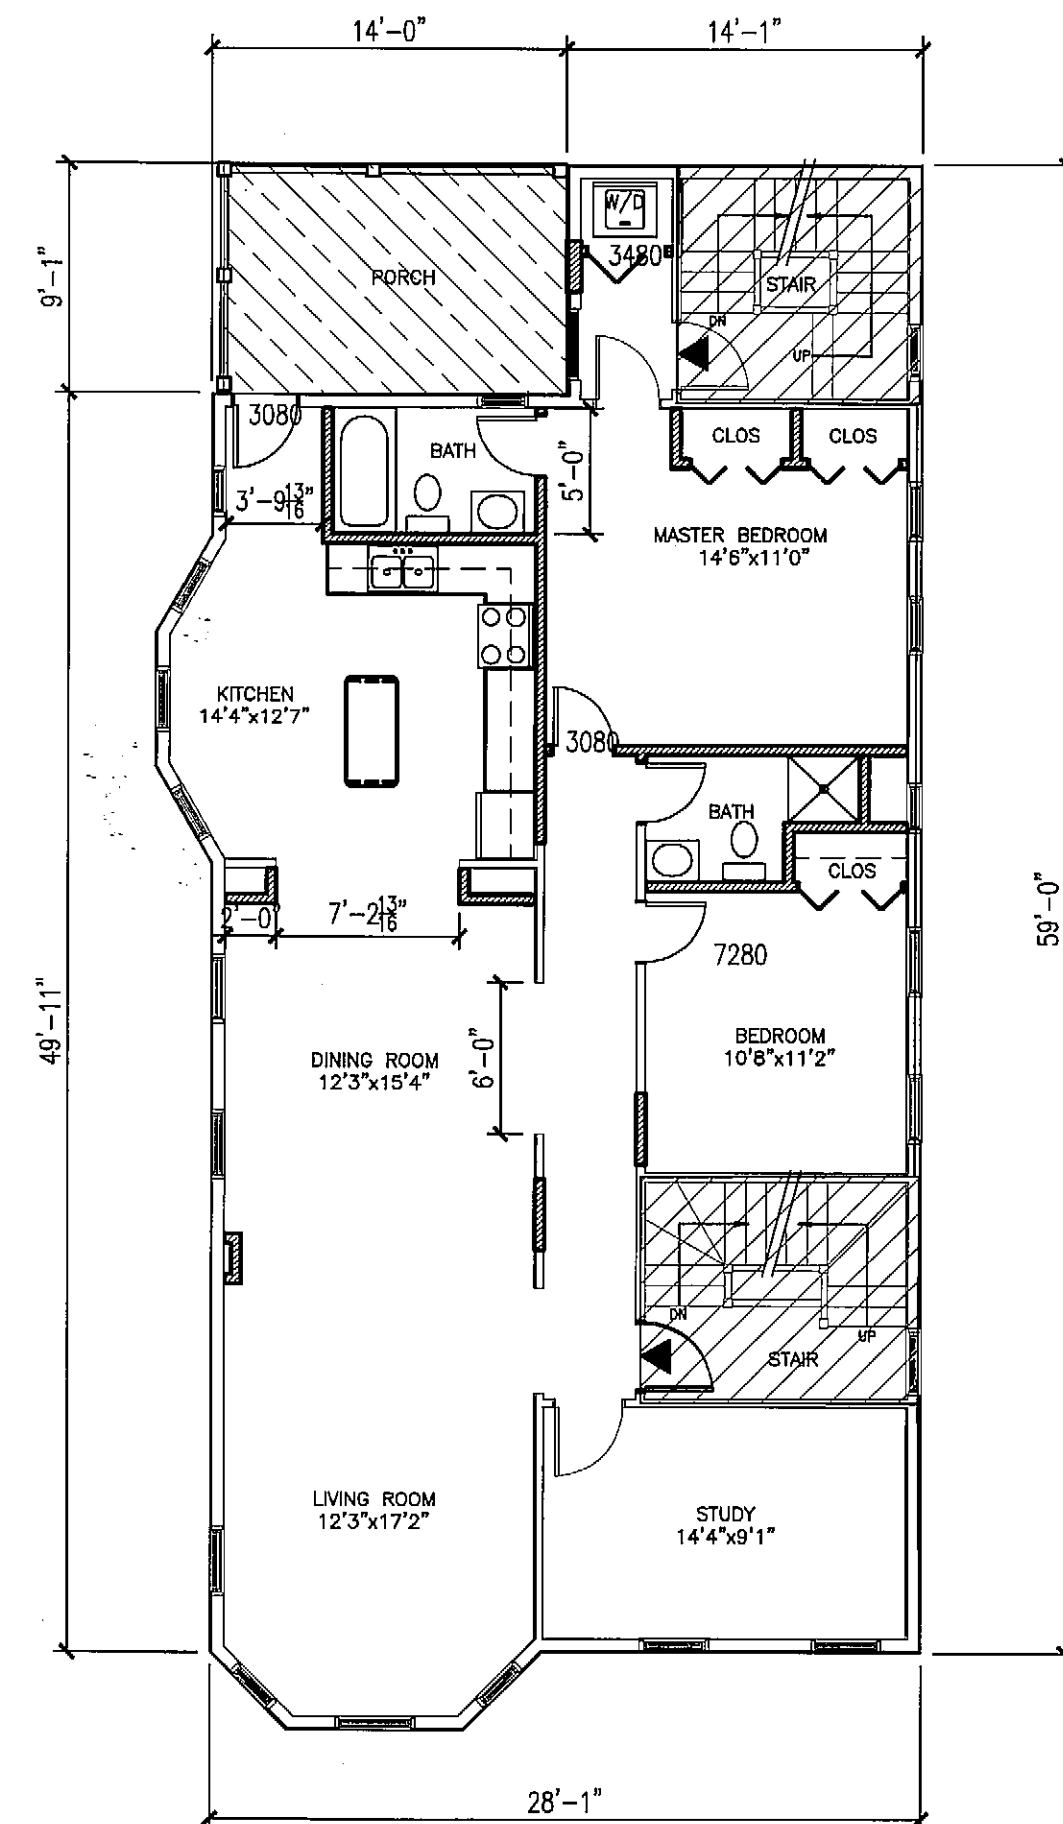 14'-0"
14'-1"
W/D
3480
PORCH
STAIR
DN
UP
9'-1"
3080
BATH
CLOS
CLOS
5'-0"
3'-9 13/16"
MASTER BEDROOM
14'6"x11'0"
KITCHEN
14'4"x12'7"
3080
BATH
CLOS
2'-0"
7'-2 13/16"
7280
59'-0"
49'-11"
DINING ROOM
12'3"x15'4"
6'-0"
BEDROOM
10'8"x11'2"
DN
UP
STAIR
LIVING ROOM
12'3"x17'2"
STUDY
14'4"x9'1"
28'-1"